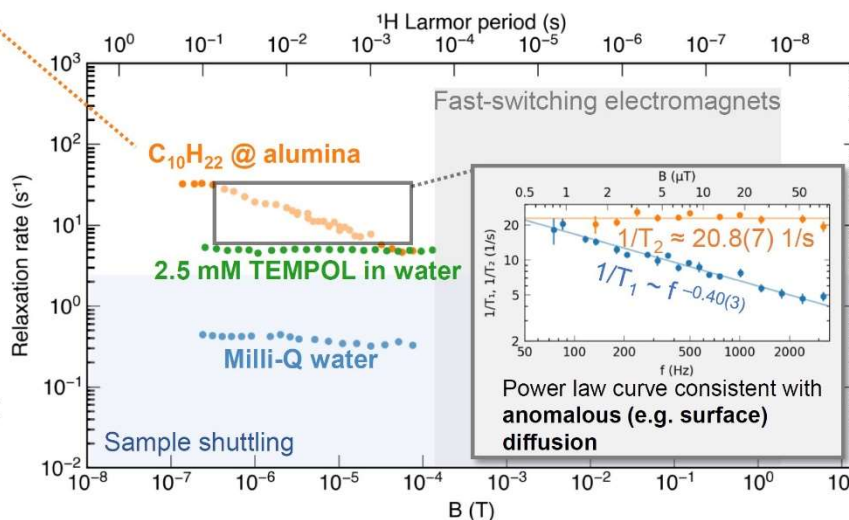 ¹H Larmor period (s)
10⁰ 10⁻¹ 10⁻² 10⁻³ 10⁻⁴ 10⁻⁵ 10⁻⁶ 10⁻⁷ 10⁻⁸
10³
Fast-switching electromagnets
10²
C₁₀H₂₂ @ alumina
10¹
2.5 mM TEMPOL in water
10⁰
Milli-Q water
10⁻¹
Sample shuttling
10⁻²
Relaxation rate (s⁻¹)
10⁻⁸ 10⁻⁷ 10⁻⁶ 10⁻⁵ 10⁻⁴ 10⁻³ 10⁻² 10⁻¹ 10⁰
B (T)
B (μT)
0.5 1 5 10 50
20
1/T₂ ≈ 20.8(7) 1/s
10
1/T₁ ~ f⁻⁰·⁴⁰⁽³⁾
5
2
1/T₁, 1/T₂ (1/s)
50 100 200 500 1000 2000
f (Hz)
Power law curve consistent with
anomalous (e.g. surface)
diffusion